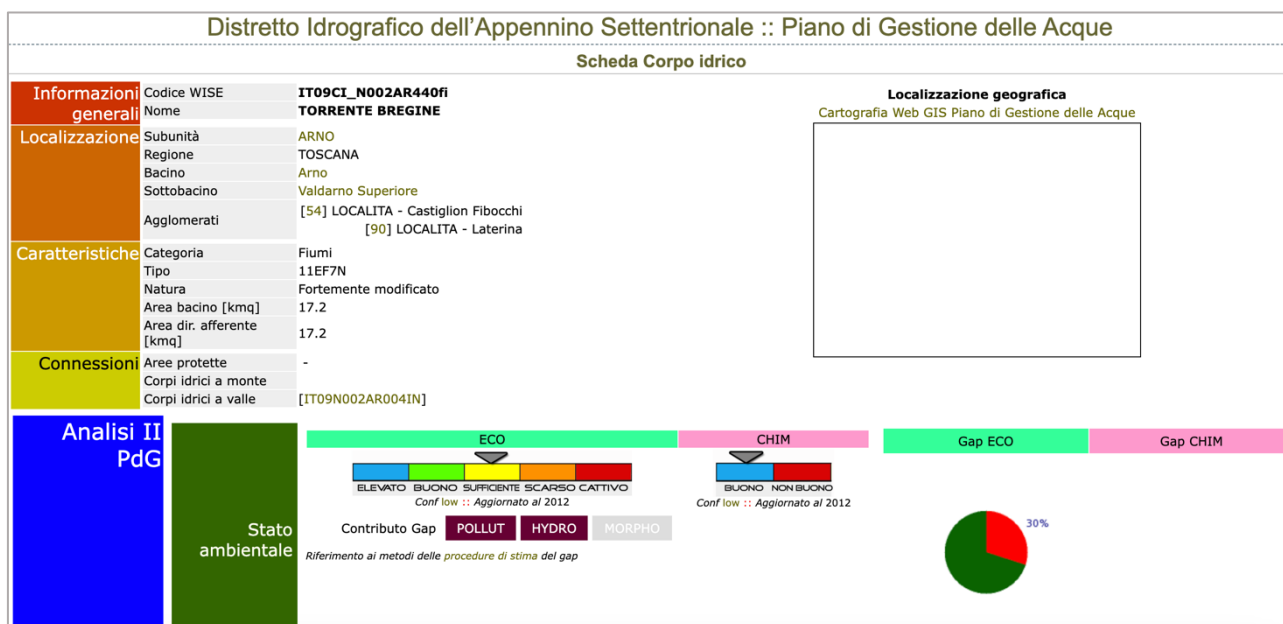 Distretto Idrografico dell'Appennino Settentrionale :: Piano di Gestione delle Acque
Scheda Corpo idrico
Informazioni generali
Codice WISE IT09CI_N002AR440fi
Nome TORRENTE BREGINE
Localizzazione
Subunità ARNO
Regione TOSCANA
Bacino Arno
Sottobacino Valdarno Superiore
Agglomerati [54] LOCALITA - Castiglion Fibocchi
[90] LOCALITA - Laterina
Caratteristiche
Categoria Fiumi
Tipo 11EF7N
Natura Fortemente modificato
Area bacino [kmq] 17.2
Area dir. afferente [kmq] 17.2
Connessioni
Aree protette -
Corpi idrici a monte
Corpi idrici a valle [IT09N002AR004IN]
Localizzazione geografica
Cartografia Web GIS Piano di Gestione delle Acque
Analisi II PdG
Stato ambientale
ECO
ELEVATO BUONO SUFFICIENTE SCARSO CATTIVO
Conf low :: Aggiornato al 2012
CHIM
BUONO NON BUONO
Conf low :: Aggiornato al 2012
Contributo Gap POLLUT HYDRO MORPHO
Riferimento ai metodi delle procedure di stima del gap
Gap ECO
30%
Gap CHIM